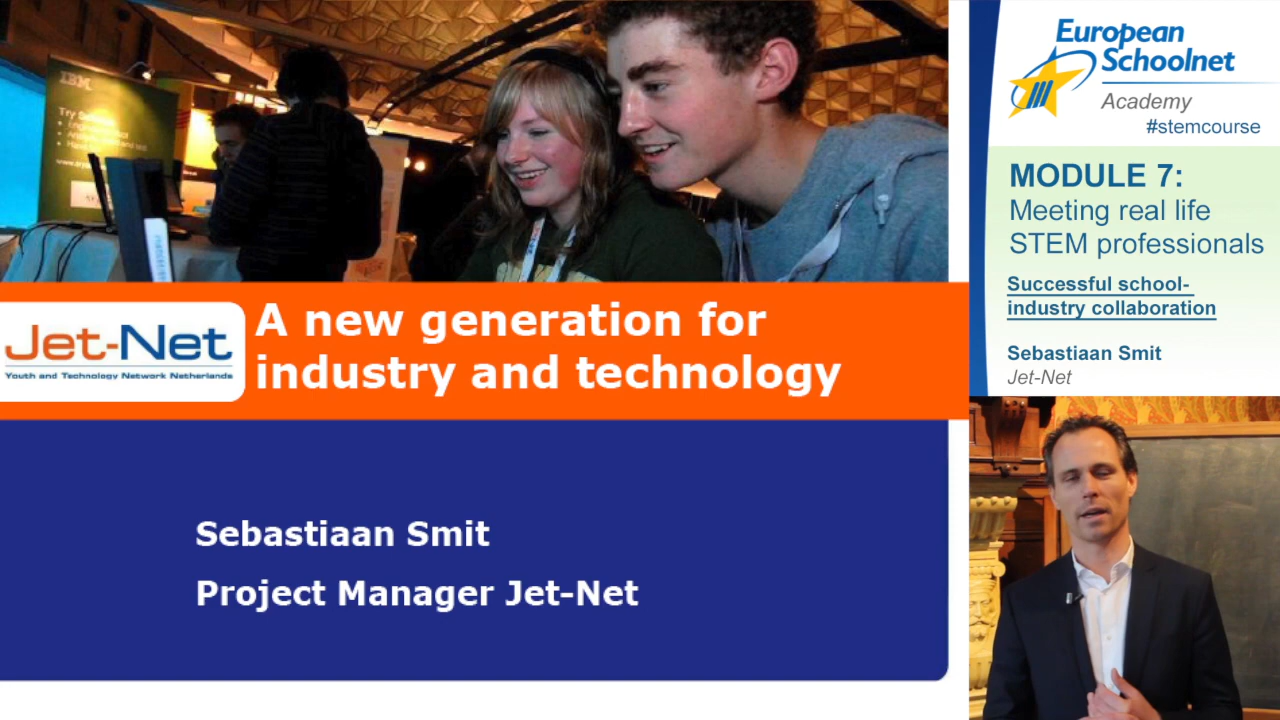 IBM
A new generation for
industry and technology
Jet-Net
Youth and Technology Network Netherlands
Sebastiaan Smit
Project Manager Jet-Net
European
Schoolnet
Academy
#stemcourse
MODULE 7:
Meeting real life
STEM professionals
Successful school-
industry collaboration
Sebastiaan Smit
Jet-Net